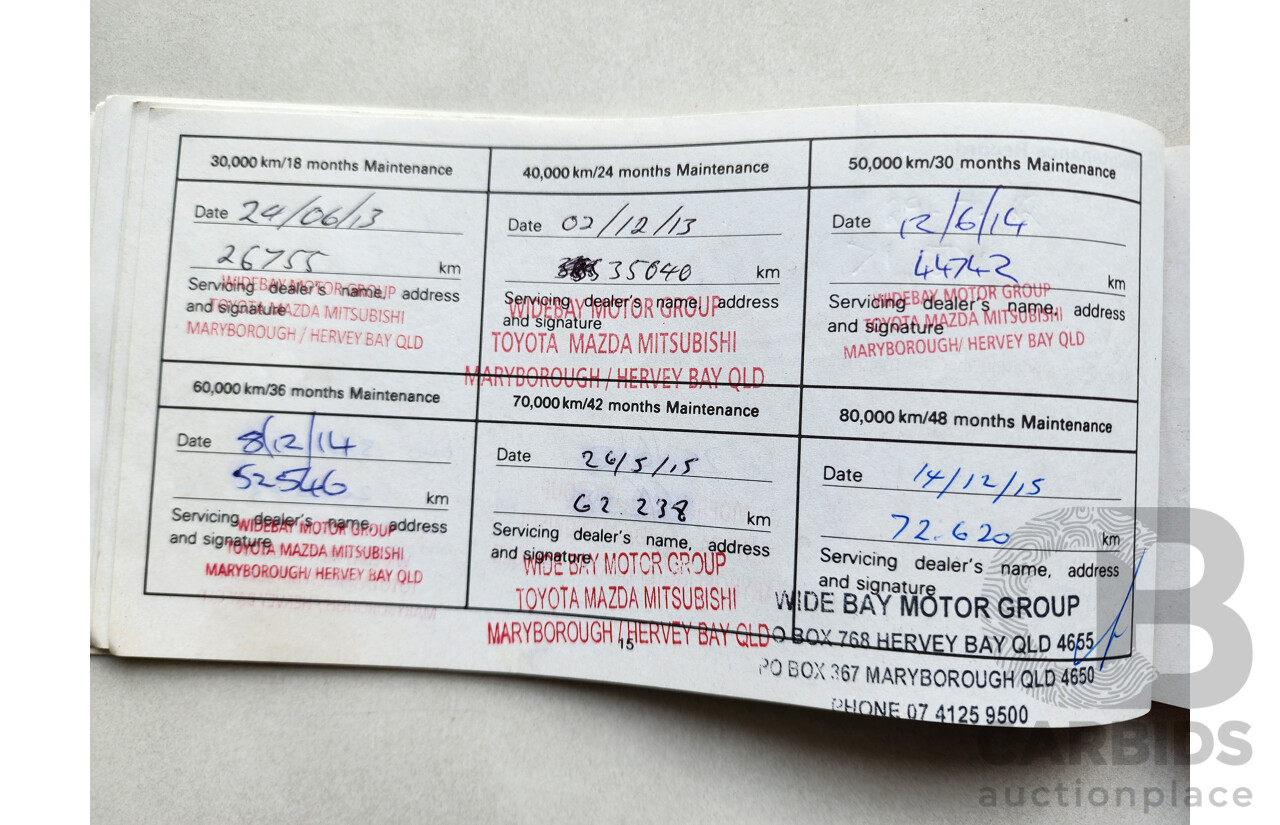 30,000 km/18 months Maintenance
Date 24/06/13
26755 km
Servicing dealer's name, address
and signature
WIDEBAY MOTOR GROUP
TOYOTA MAZDA MITSUBISHI
MARYBOROUGH / HERVEY BAY QLD
40,000 km/24 months Maintenance
Date 02/12/13
35040 km
Servicing dealer's name, address
and signature
WIDEBAY MOTOR GROUP
TOYOTA MAZDA MITSUBISHI
MARYBOROUGH / HERVEY BAY QLD
50,000 km/30 months Maintenance
Date 12/6/14
44742 km
Servicing dealer's name, address
and signature
WIDEBAY MOTOR GROUP
TOYOTA MAZDA MITSUBISHI
MARYBOROUGH/ HERVEY BAY QLD
60,000 km/36 months Maintenance
Date 8/12/14
52546 km
Servicing dealer's name, address
and signature
WIDEBAY MOTOR GROUP
TOYOTA MAZDA MITSUBISHI
MARYBOROUGH/ HERVEY BAY QLD
70,000 km/42 months Maintenance
Date 26/5/15
62 238 km
Servicing dealer's name, address
and signature
WIDE BAY MOTOR GROUP
TOYOTA MAZDA MITSUBISHI
MARYBOROUGH / HERVEY BAY QLD
80,000 km/48 months Maintenance
Date 14/12/15
72.620 km
Servicing dealer's name, address
and signature
WIDE BAY MOTOR GROUP
O BOX 768 HERVEY BAY QLD 4655
PO BOX 367 MARYBOROUGH QLD 4650
PHONE 07 4125 9500
15
CARBIDS
auctionplace